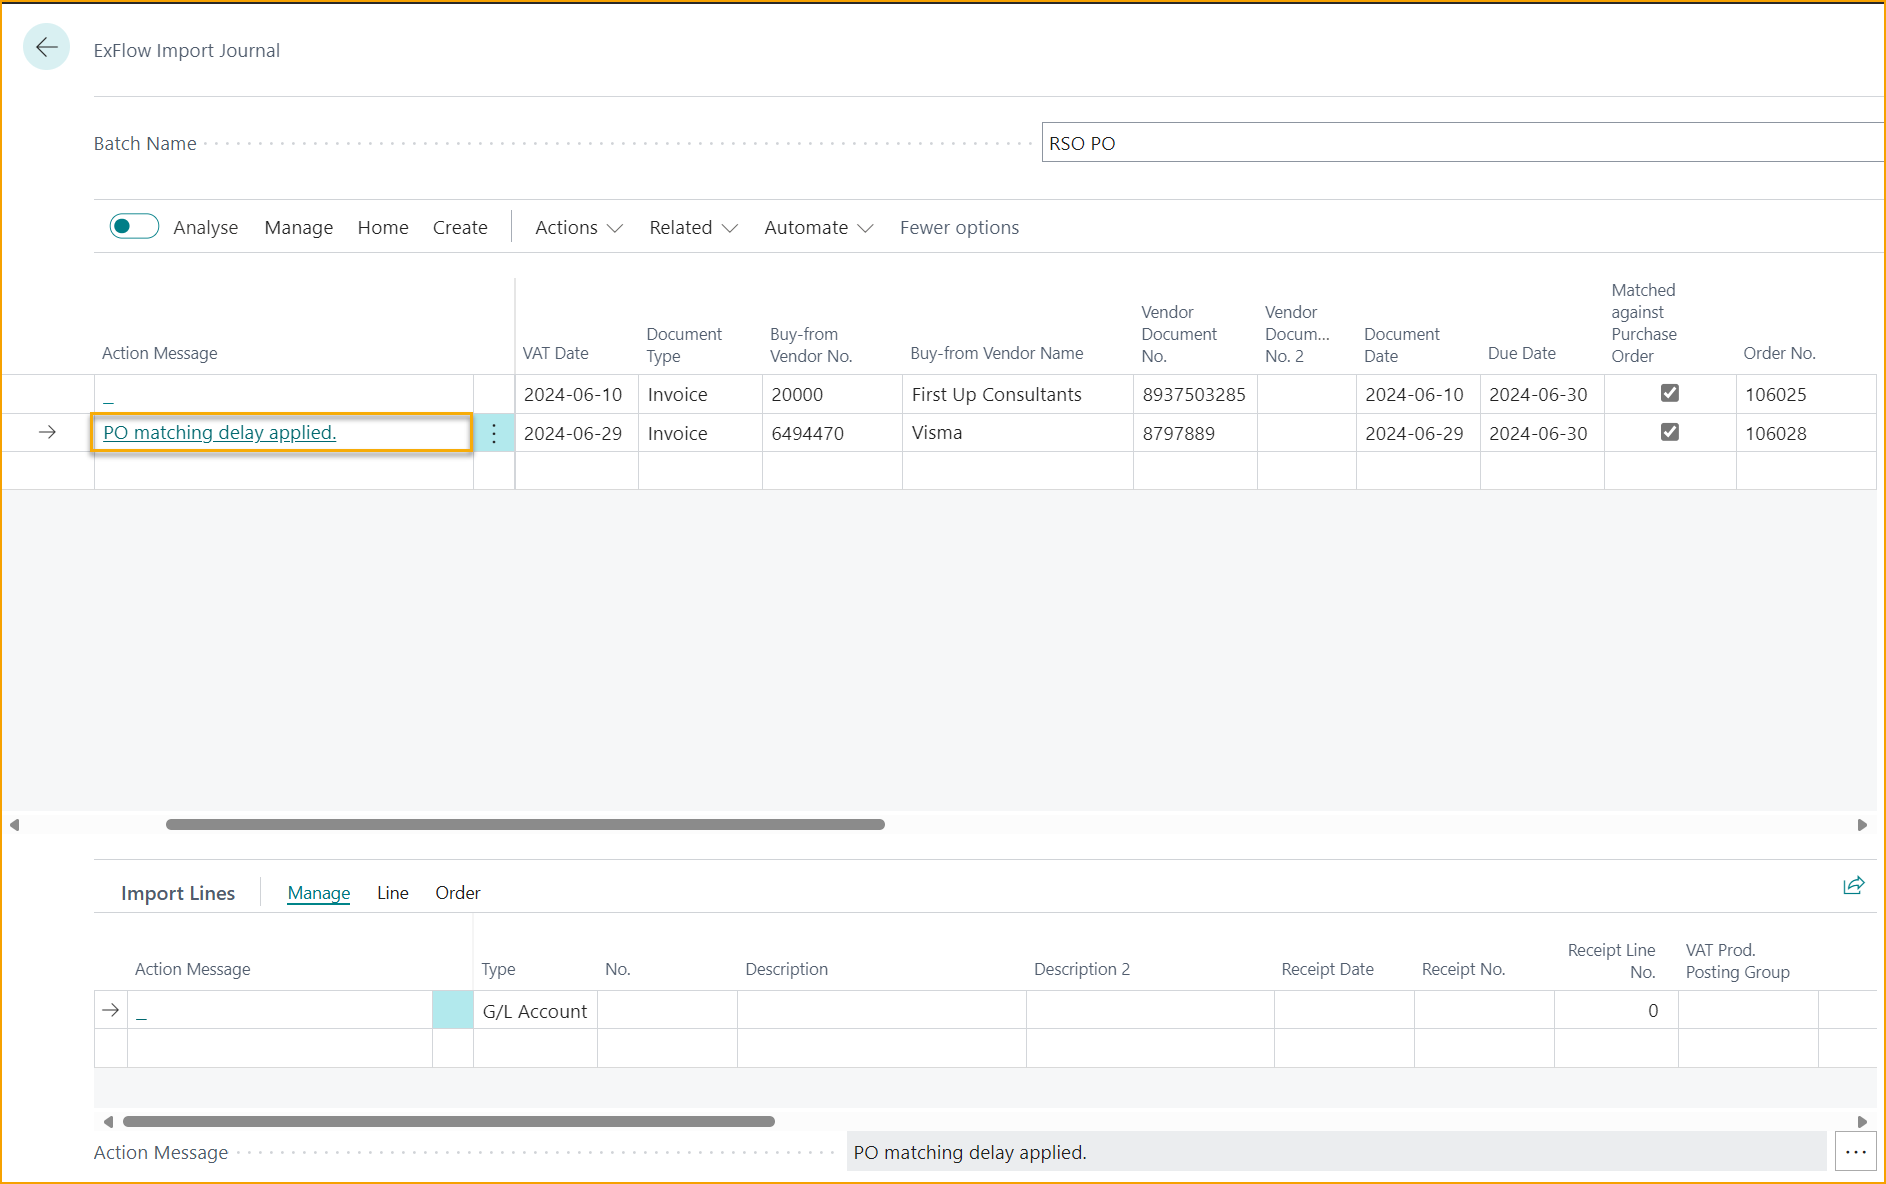 ExFlow Import Journal
Batch Name RSO PO
Analyse Manage Home Create Actions Related Automate Fewer options
Action Message VAT Date Document Type Buy-from Vendor No. Buy-from Vendor Name Vendor Document No. Vendor Docum... No. 2 Document Date Due Date Matched against Purchase Order Order No.
_ 2024-06-10 Invoice 20000 First Up Consultants 8937503285 2024-06-10 2024-06-30 106025
PO matching delay applied. 2024-06-29 Invoice 6494470 Visma 8797889 2024-06-29 2024-06-30 106028
Import Lines Manage Line Order
Action Message Type No. Description Description 2 Receipt Date Receipt No. Receipt Line No. VAT Prod. Posting Group
_ G/L Account 0
Action Message PO matching delay applied.